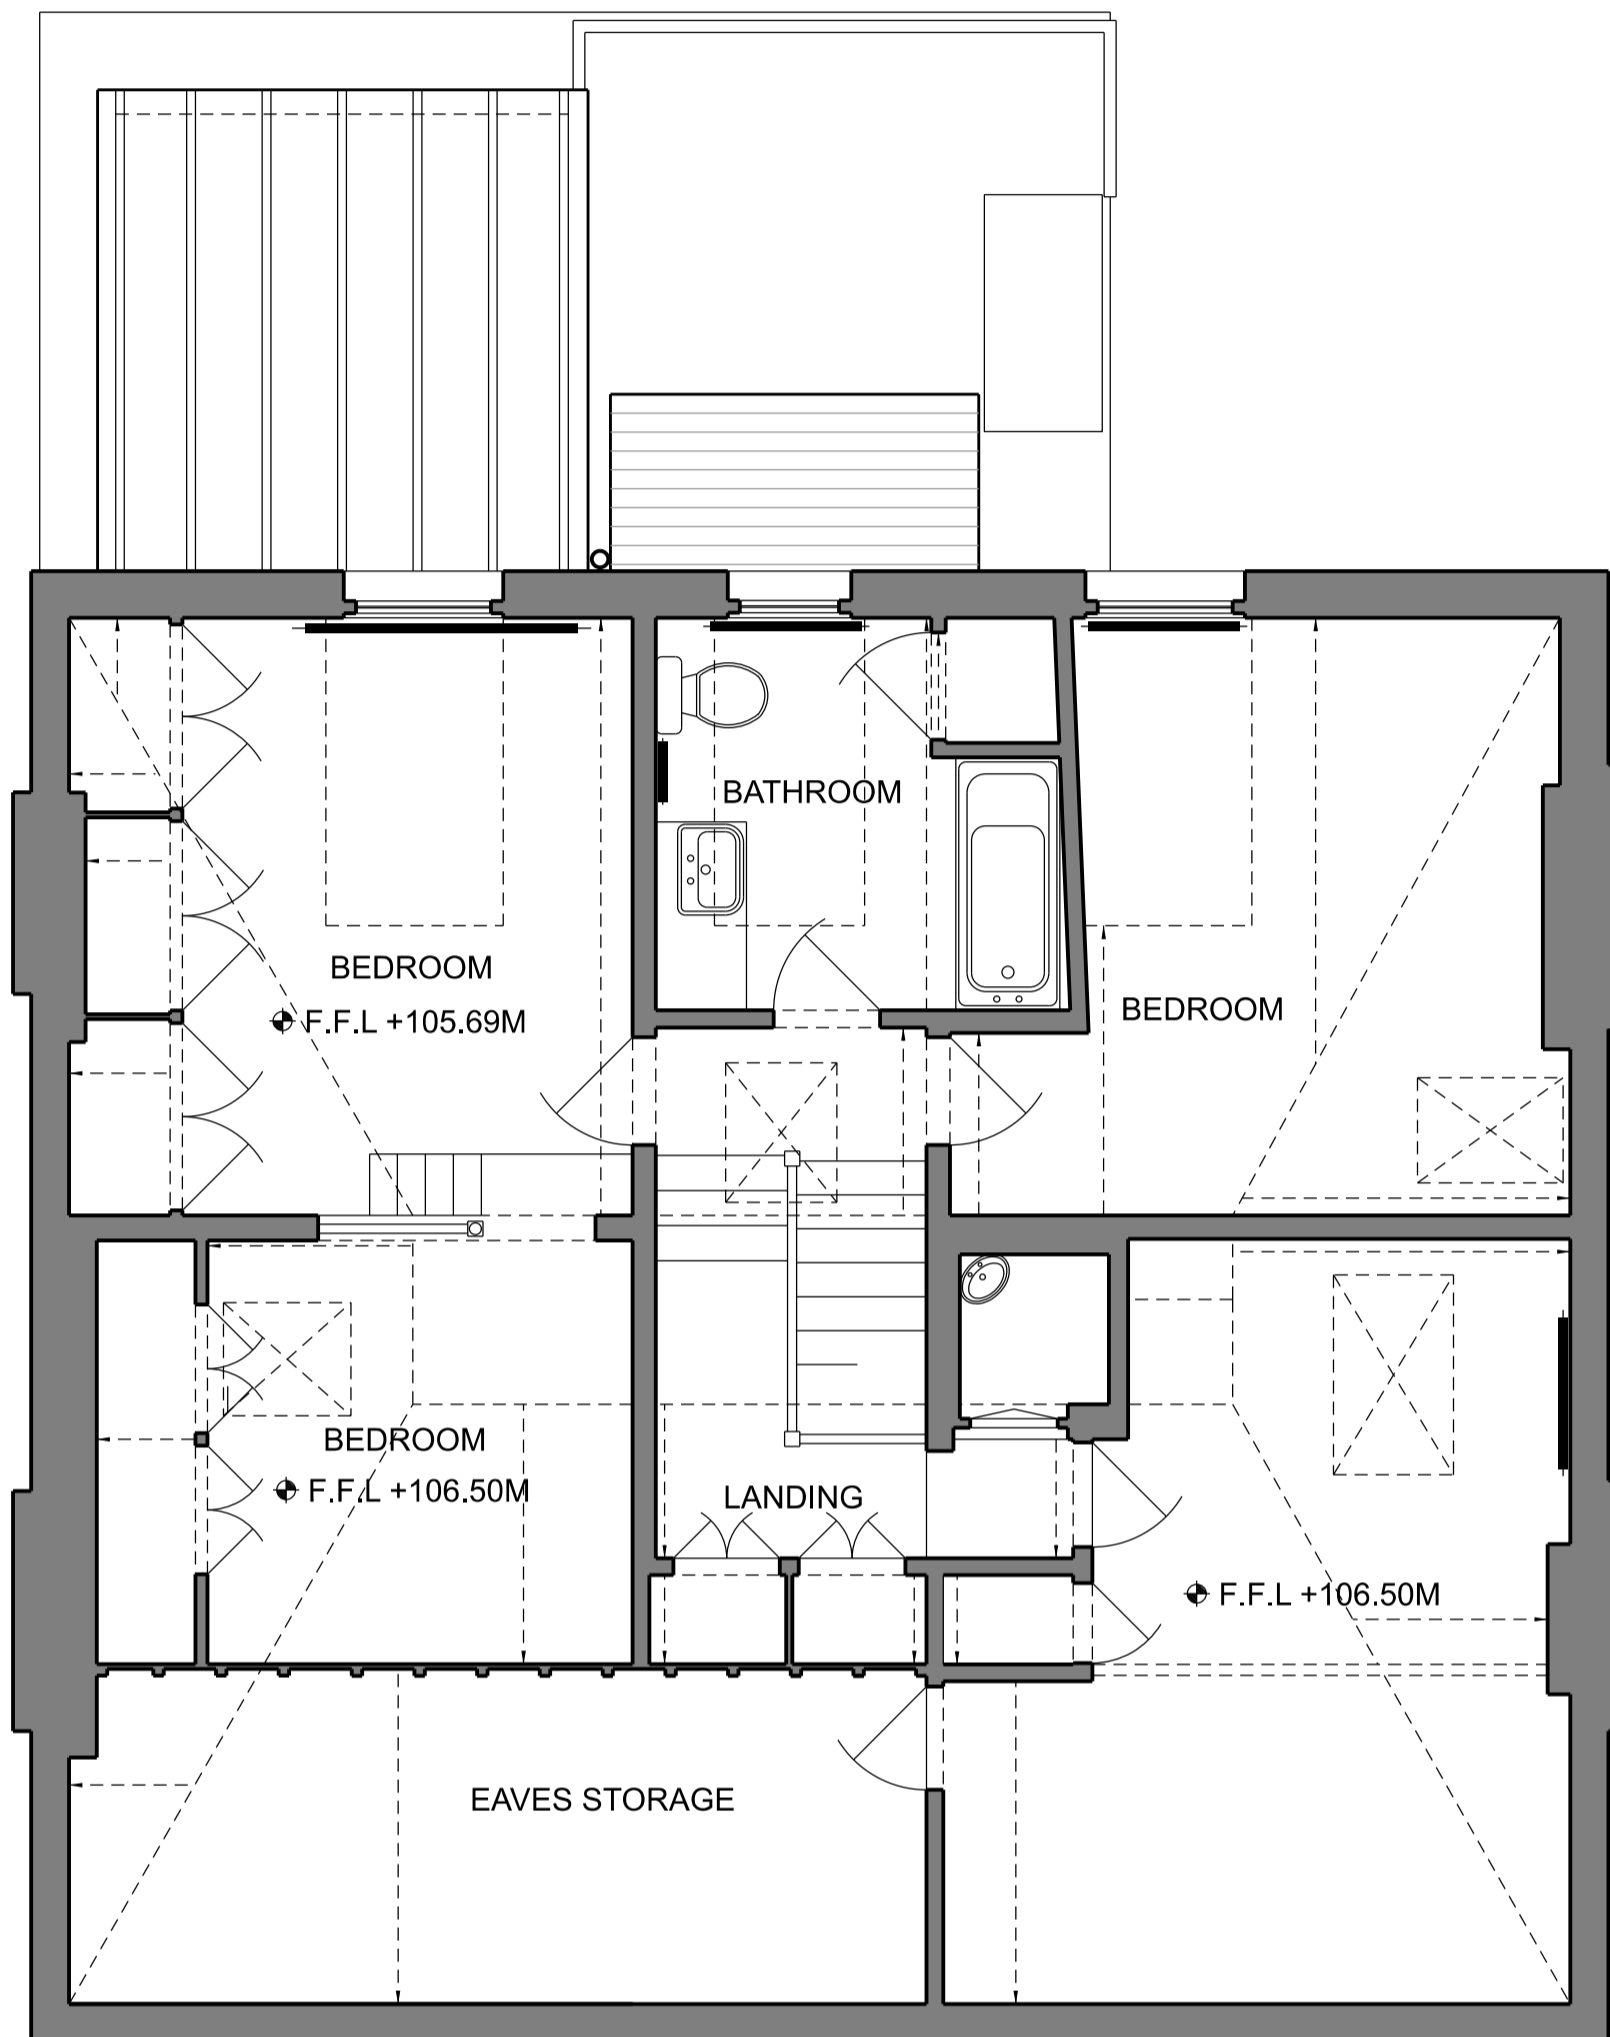 BATHROOM
BEDROOM
F.F.L +105.69M
BEDROOM
BEDROOM
F.F.L +106.50M
LANDING
F.F.L +106.50M
EAVES STORAGE